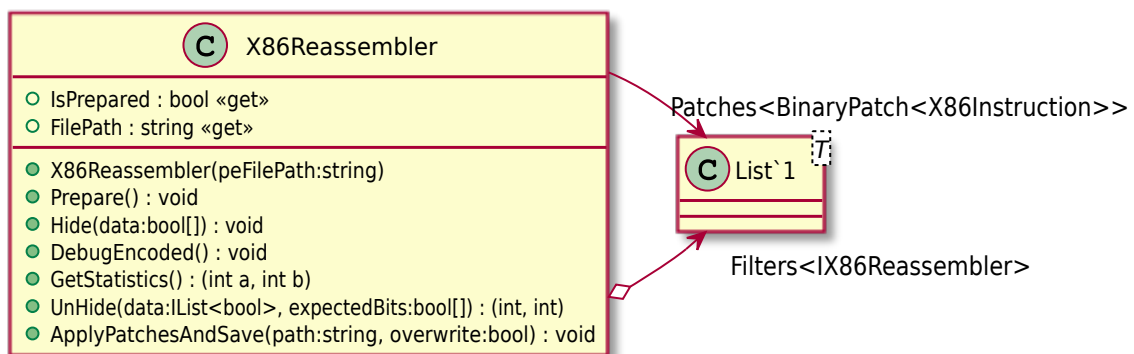 C X86Reassembler
IsPrepared : bool «get»
FilePath : string «get»
X86Reassembler(peFilePath:string)
Prepare() : void
Hide(data:bool[]) : void
DebugEncoded() : void
GetStatistics() : (int a, int b)
UnHide(data:IList<bool>, expectedBits:bool[]) : (int, int)
ApplyPatchesAndSave(path:string, overwrite:bool) : void
Patches<BinaryPatch<X86Instruction>>
T
C List`1
Filters<IX86Reassembler>